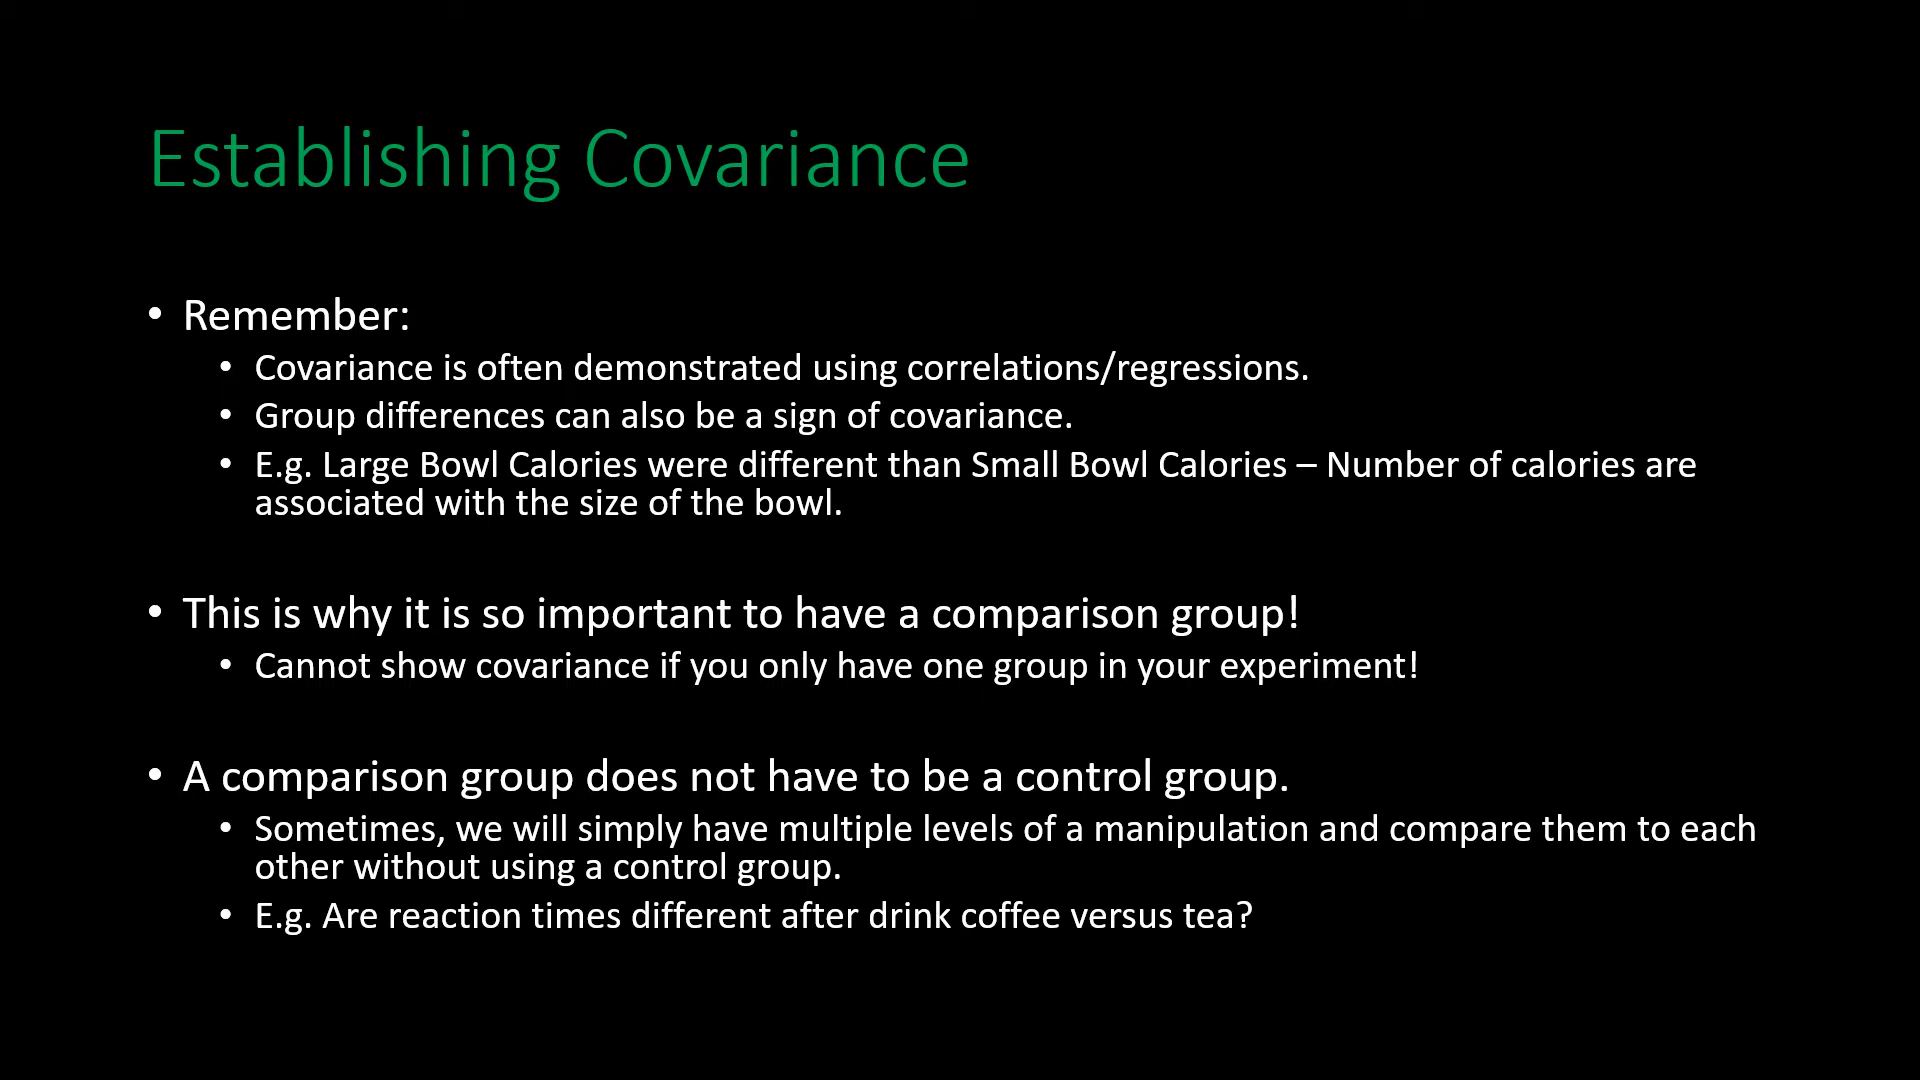 Establishing Covariance
• Remember:
• Covariance is often demonstrated using correlations/regressions.
• Group differences can also be a sign of covariance.
• E.g. Large Bowl Calories were different than Small Bowl Calories – Number of calories are
associated with the size of the bowl.
• This is why it is so important to have a comparison group!
• Cannot show covariance if you only have one group in your experiment!
• A comparison group does not have to be a control group.
• Sometimes, we will simply have multiple levels of a manipulation and compare them to each
other without using a control group.
• E.g. Are reaction times different after drink coffee versus tea?